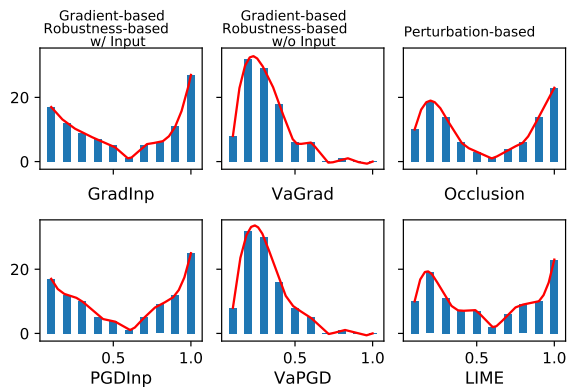 Gradient-based
Robustness-based
w/ Input
Gradient-based
Robustness-based
w/o Input
Perturbation-based
20
0
GradInp
VaGrad
Occlusion
20
0
0.5
1.0
0.5
1.0
0.5
1.0
PGDInp
VaPGD
LIME